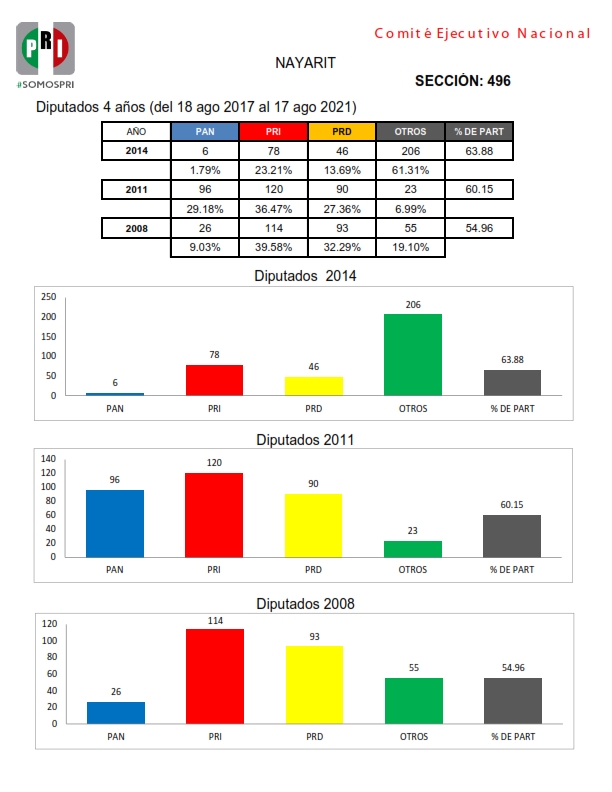 Comité Ejecutivo Nacional
PRI
#SOMOSPRI
NAYARIT
SECCIÓN: 496
Diputados 4 años (del 18 ago 2017 al 17 ago 2021)
AÑO PAN PRI PRD OTROS % DE PART
2014 6 78 46 206 63.88
1.79% 23.21% 13.69% 61.31%
2011 96 120 90 23 60.15
29.18% 36.47% 27.36% 6.99%
2008 26 114 93 55 54.96
9.03% 39.58% 32.29% 19.10%
Diputados 2014
250
200
150
100
50
0
6 78 46 206 63.88
PAN PRI PRD OTROS % DE PART
Diputados 2011
140
120
100
80
60
40
20
0
96 120 90 23 60.15
PAN PRI PRD OTROS % DE PART
Diputados 2008
120
100
80
60
40
20
0
26 114 93 55 54.96
PAN PRI PRD OTROS % DE PART